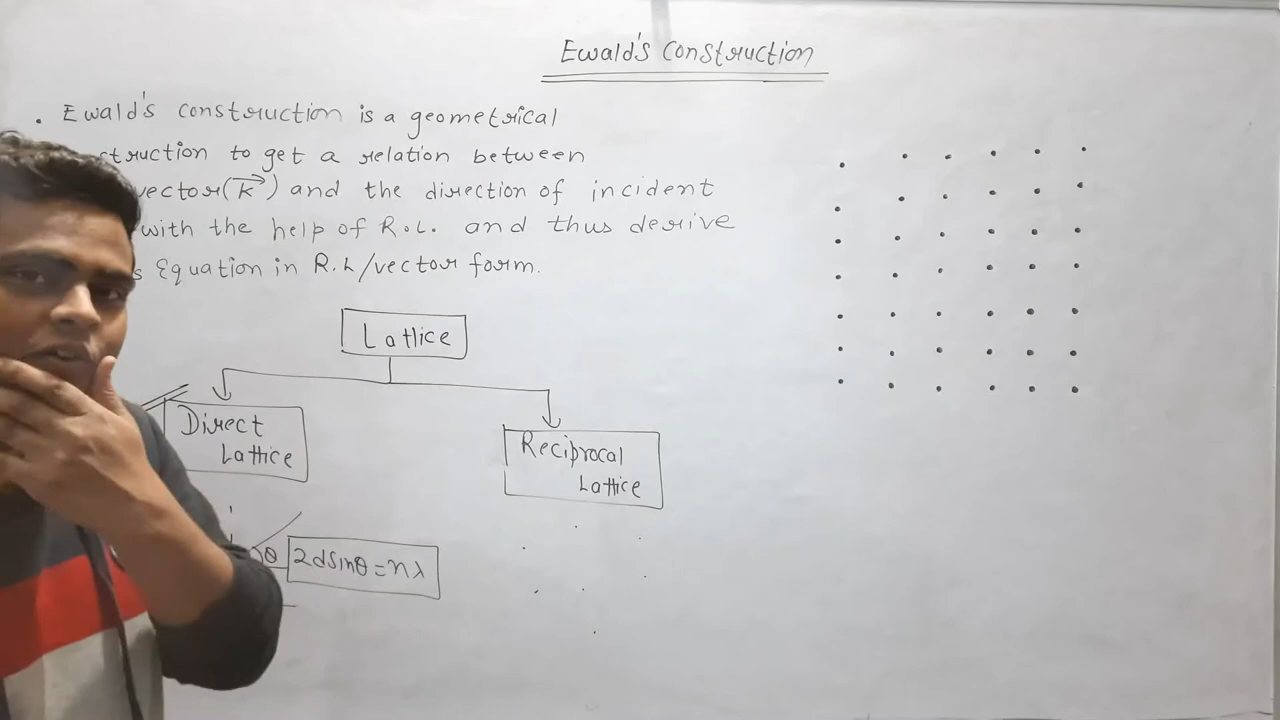 Ewald's Construction
. Ewald's construction is a geometrical
struction to get a relation between
vector(k→) and the direction of incident
with the help of R.L. and thus derive
s Equation in R.L/vector form.
Lattice
Direct
Lattice
Reciprocal
Lattice
θ 2dSinθ=nλ